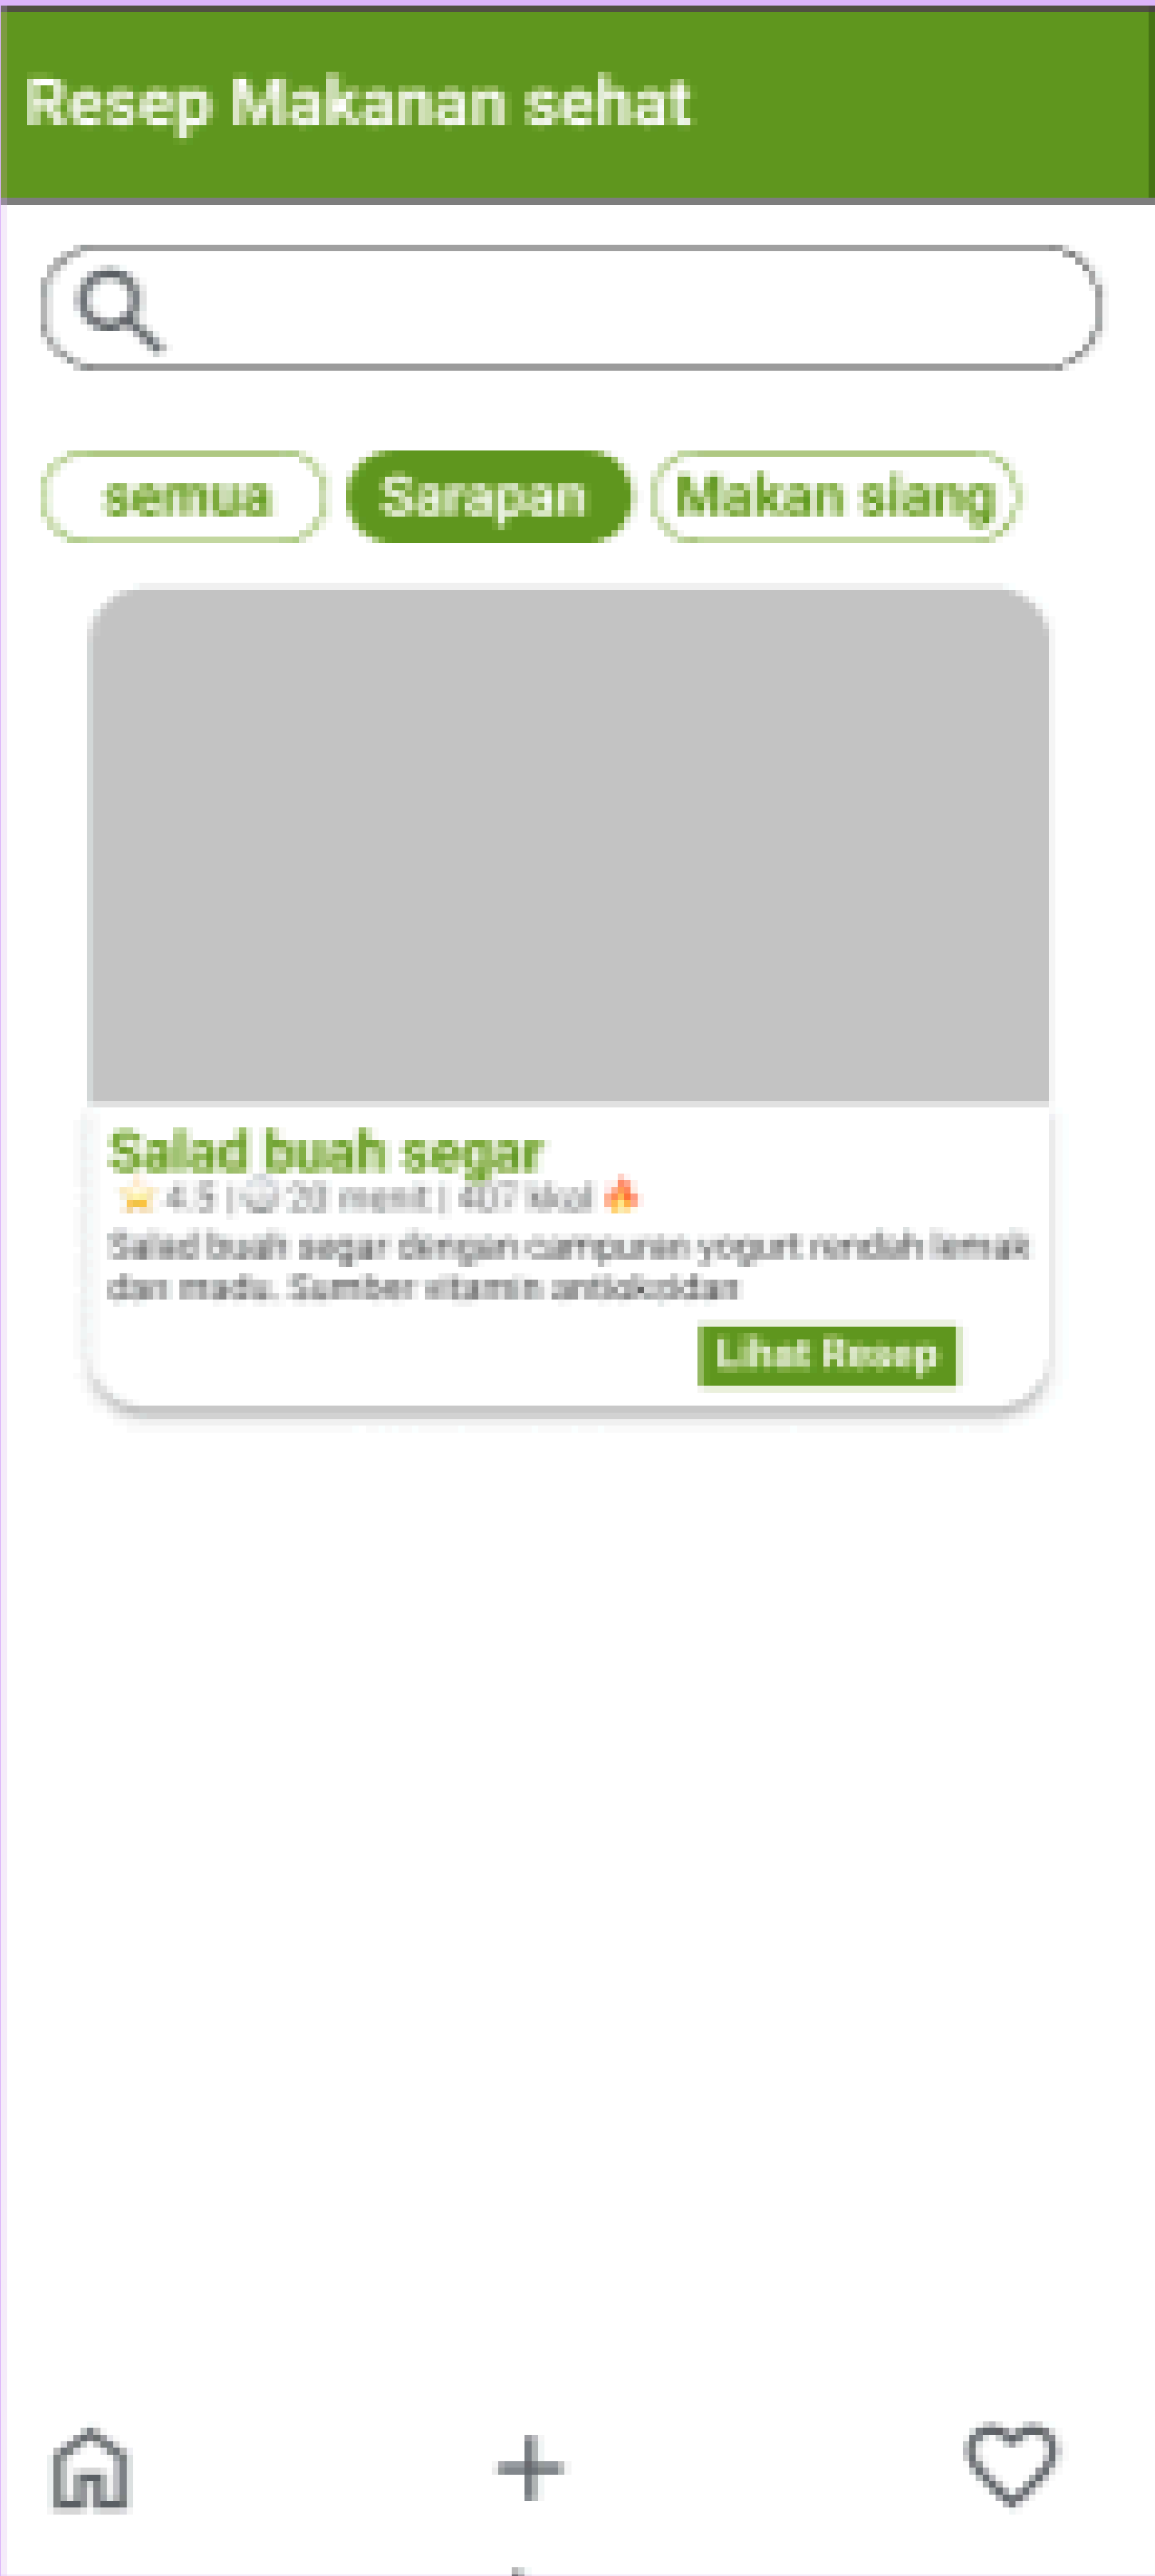 Resep Makanan sehat
semua
Sarapan
Makan siang
Salad buah segar
4.5 | 20 menit | 407 kkal
Salad buah segar dengan campuran yogurt rendah lemak
dan madu. Sumber vitamin
Lihat Resep